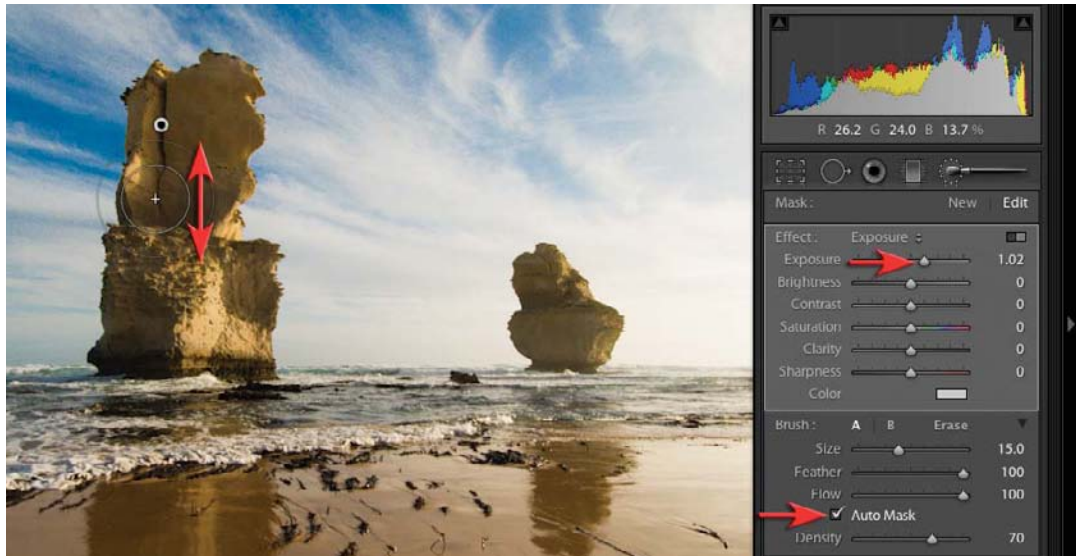 R 26.2 G 24.0 B 13.7 %
Mask : New Edit
Effect : Exposure
Exposure 1.02
Brightness 0
Contrast 0
Saturation 0
Clarity 0
Sharpness 0
Color
Brush : A B Erase
Size 15.0
Feather 100
Flow 100
Auto Mask
Density 70